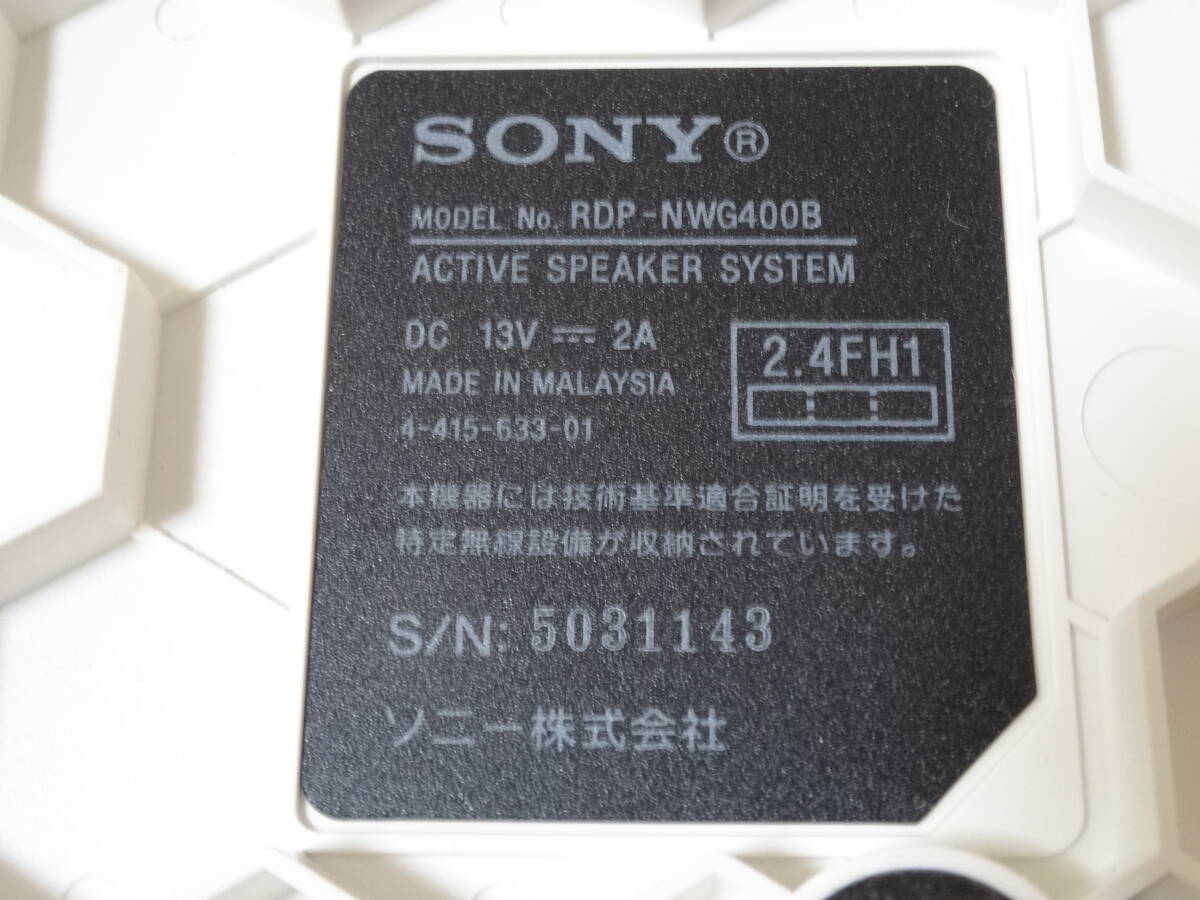 SONY®
MODEL No. RDP-NWG400B
ACTIVE SPEAKER SYSTEM
DC 13V ⎓ 2A
2.4FH1
MADE IN MALAYSIA
4-415-633-01
本機器には技術基準適合証明を受けた
特定無線設備が収納されています。
S/N: 5031143
ソニー株式会社